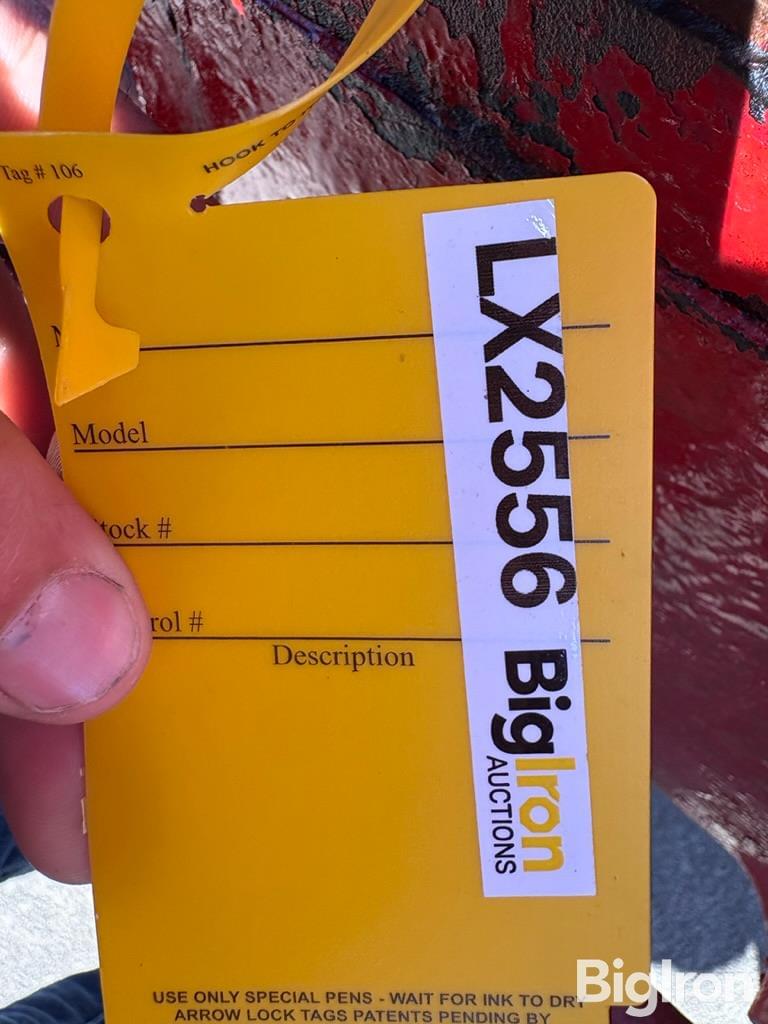 Tag # 106
HOOK TO
Model
tock #
rol #
Description
LX2556 BigIron
AUCTIONS
USE ONLY SPECIAL PENS - WAIT FOR INK TO DRY
ARROW LOCK TAGS PATENTS PENDING BY
BigIron